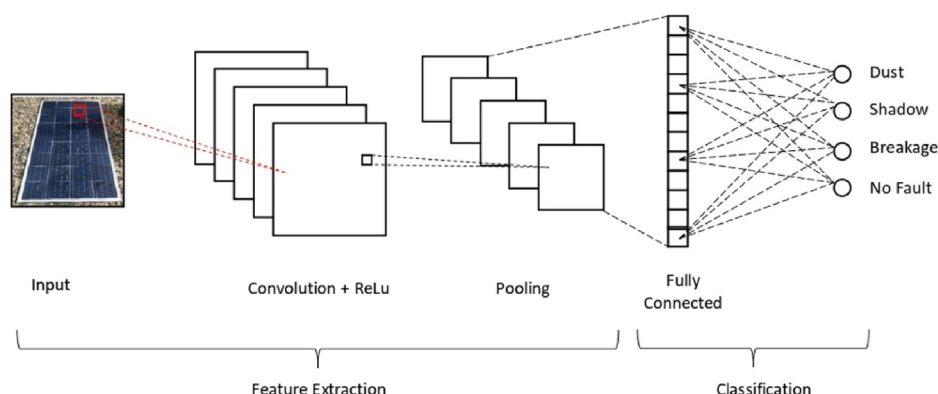 Dust
Shadow
Breakage
No Fault
Input
Convolution + ReLu
Pooling
Fully
Connected
Feature Extraction
Classification